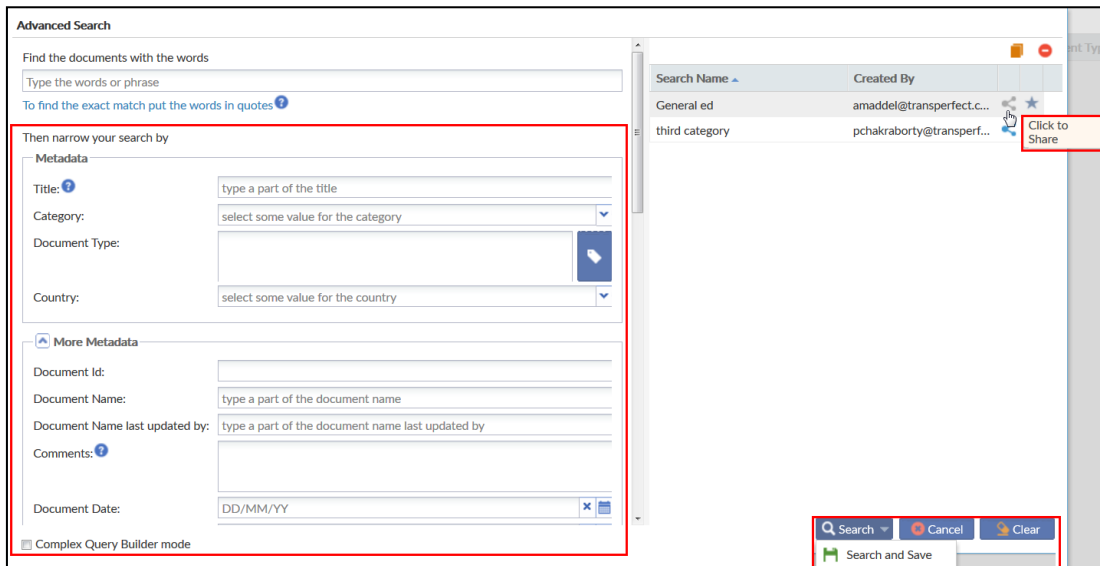 Advanced Search
Find the documents with the words
Type the words or phrase
To find the exact match put the words in quotes ?
Then narrow your search by
Metadata
Title: ? type a part of the title
Category: select some value for the category
Document Type:
Country: select some value for the country
More Metadata
Document Id:
Document Name: type a part of the document name
Document Name last updated by: type a part of the document name last updated by
Comments: ?
Document Date: DD/MM/YY
Complex Query Builder mode
ent Typ
Search Name Created By
General ed amaddel@transperfect.c...
third category pchakraborty@transperf...
Click to
Share
Search Cancel Clear
Search and Save